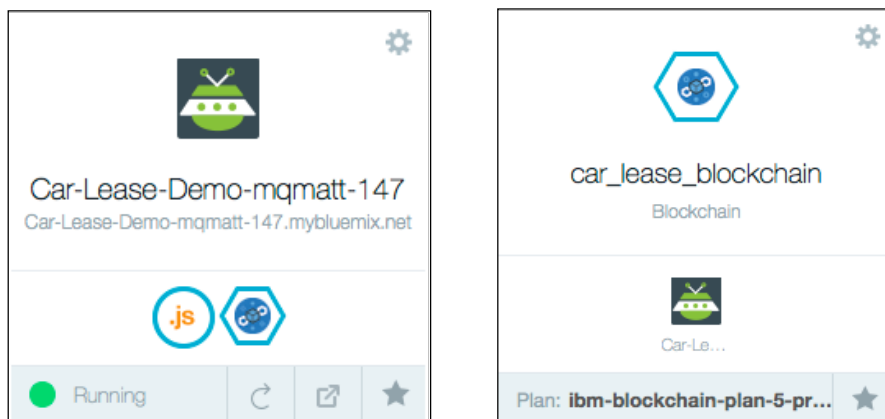 Car-Lease-Demo-mqmatt-147
Car-Lease-Demo-mqmatt-147.mybluemix.net
.js
Running
car_lease_blockchain
Blockchain
Car-Le...
Plan: ibm-blockchain-plan-5-pr...